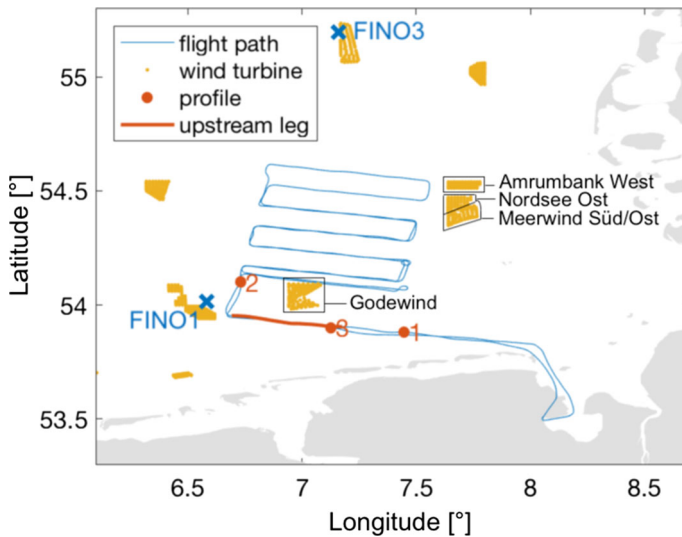 flight path
wind turbine
profile
upstream leg
FINO3
Amrumbank West
Nordsee Ost
Meerwind Süd/Ost
Godewind
FINO1
2
3
1
55
54.5
54
53.5
Latitude [°]
6.5
7
7.5
8
8.5
Longitude [°]